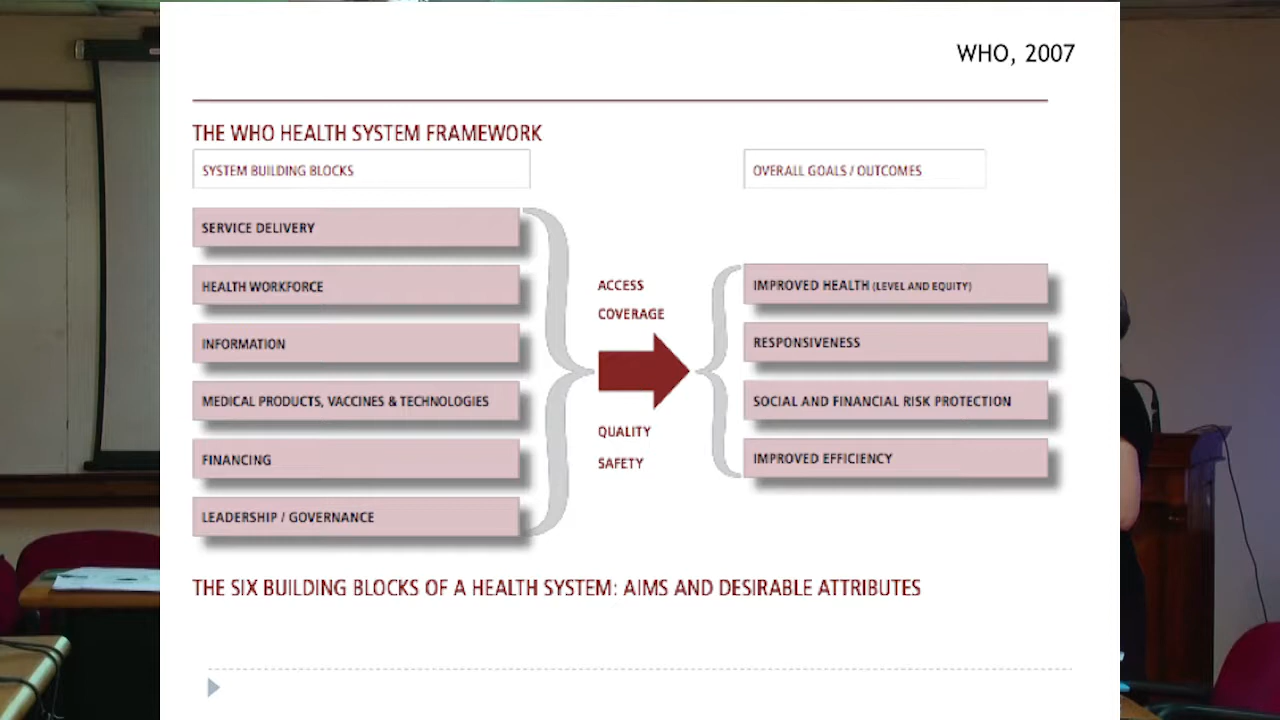 WHO, 2007
THE WHO HEALTH SYSTEM FRAMEWORK
SYSTEM BUILDING BLOCKS
OVERALL GOALS / OUTCOMES
SERVICE DELIVERY
HEALTH WORKFORCE
INFORMATION
MEDICAL PRODUCTS, VACCINES & TECHNOLOGIES
FINANCING
LEADERSHIP / GOVERNANCE
ACCESS
COVERAGE
QUALITY
SAFETY
IMPROVED HEALTH (LEVEL AND EQUITY)
RESPONSIVENESS
SOCIAL AND FINANCIAL RISK PROTECTION
IMPROVED EFFICIENCY
THE SIX BUILDING BLOCKS OF A HEALTH SYSTEM: AIMS AND DESIRABLE ATTRIBUTES